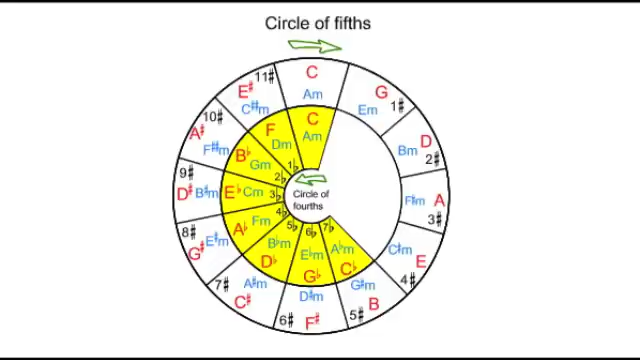 Circle of fifths
C
Am
G
Em
1♯
D
Bm
2♯
A
F♯m
3♯
E
C♯m
4♯
B
G♯m
5♯
F♯
D♯m
6♯
C♯
A♯m
7♯
G♯
E♯m
8♯
D♯
B♯m
9♯
A♯
F♯♯m
10♯
E♯
C♯♯m
11♯
Circle of
fourths
C
Am
F
Dm
1♭
B♭
Gm
2♭
E♭
Cm
3♭
A♭
Fm
4♭
D♭
B♭m
5♭
G♭
E♭m
6♭
C♭
A♭m
7♭